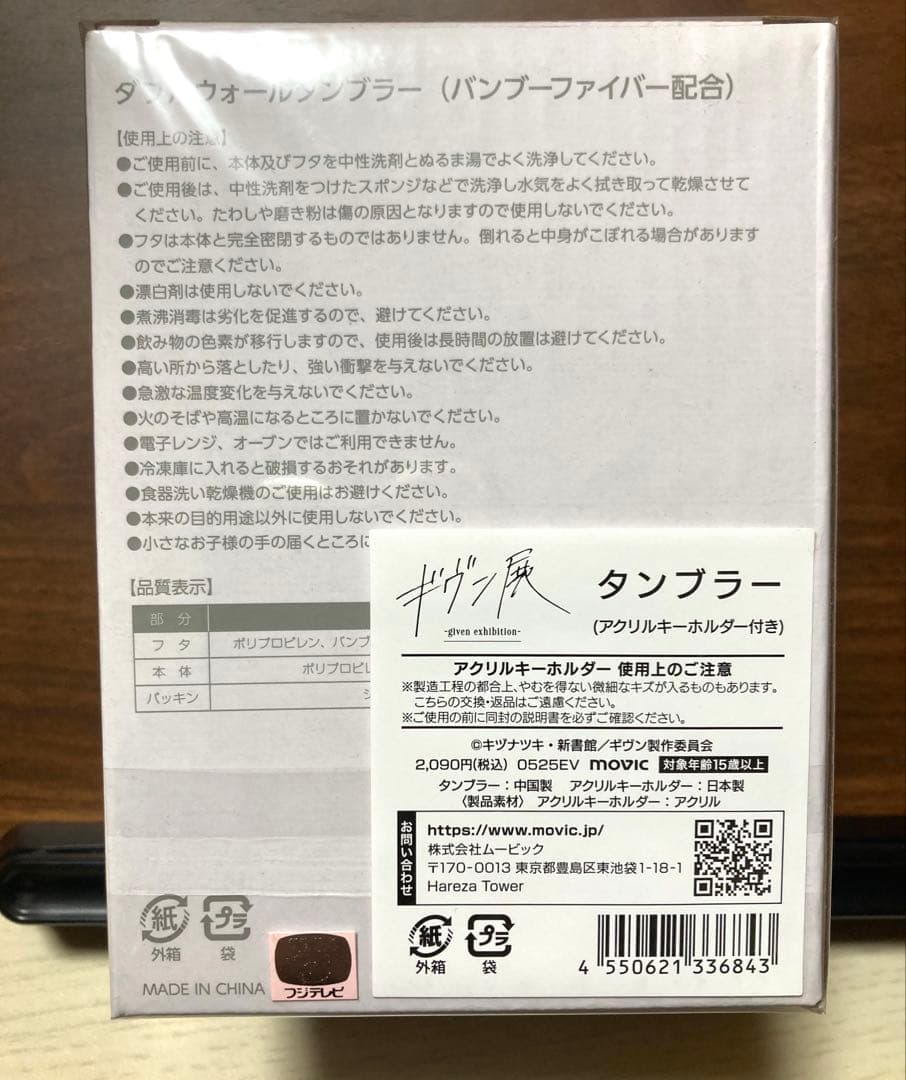 ウォールタンブラー（バンブーファイバー配合）
【使用上の注意】
●ご使用前に、本体及びフタを中性洗剤とぬるま湯でよく洗浄してください。
●ご使用後は、中性洗剤をつけたスポンジなどで洗浄し水気をよく拭き取って乾燥させて
ください。たわしや磨き粉は傷の原因となりますので使用しないでください。
●フタは本体と完全密閉するものではありません。倒れると中身がこぼれる場合があります
のでご注意ください。
●漂白剤は使用しないでください。
●煮沸消毒は劣化を促進するので、避けてください。
●飲み物の色素が移行しますので、使用後は長時間の放置は避けてください。
●高い所から落としたり、強い衝撃を与えないでください。
●急激な温度変化を与えないでください。
●火のそばや高温になるところに置かないでください。
●電子レンジ、オーブンではご利用できません。
●冷凍庫に入れると破損するおそれがあります。
●食器洗い乾燥機のご使用はお避けください。
●本来の目的用途以外に使用しないでください。
●小さなお子様の手の届くところに
【品質表示】
部 分
フ タ ポリプロピレン、バンブ
本 体 ポリプロピレ
パッキン
紙 プラ
外箱 袋
MADE IN CHINA
フジテレビ
ギヴン展
-given exhibition-
タンブラー
(アクリルキーホルダー付き)
アクリルキーホルダー 使用上のご注意
※製造工程の都合上、やむを得ない微細なキズが入るものもあります。
こちらの交換・返品はご遠慮ください。
※ご使用の前に同封の説明書を必ずご確認ください。
©キヅナツキ・新書館／ギヴン製作委員会
2,090円(税込) 0525EV movic 対象年齢15歳以上
タンブラー：中国製 アクリルキーホルダー：日本製
〈製品素材〉 アクリルキーホルダー：アクリル
お問い合わせ
https://www.movic.jp/
株式会社ムービック
〒170-0013 東京都豊島区東池袋1-18-1
Hareza Tower
紙 プラ
外箱 袋
4 550621 336843